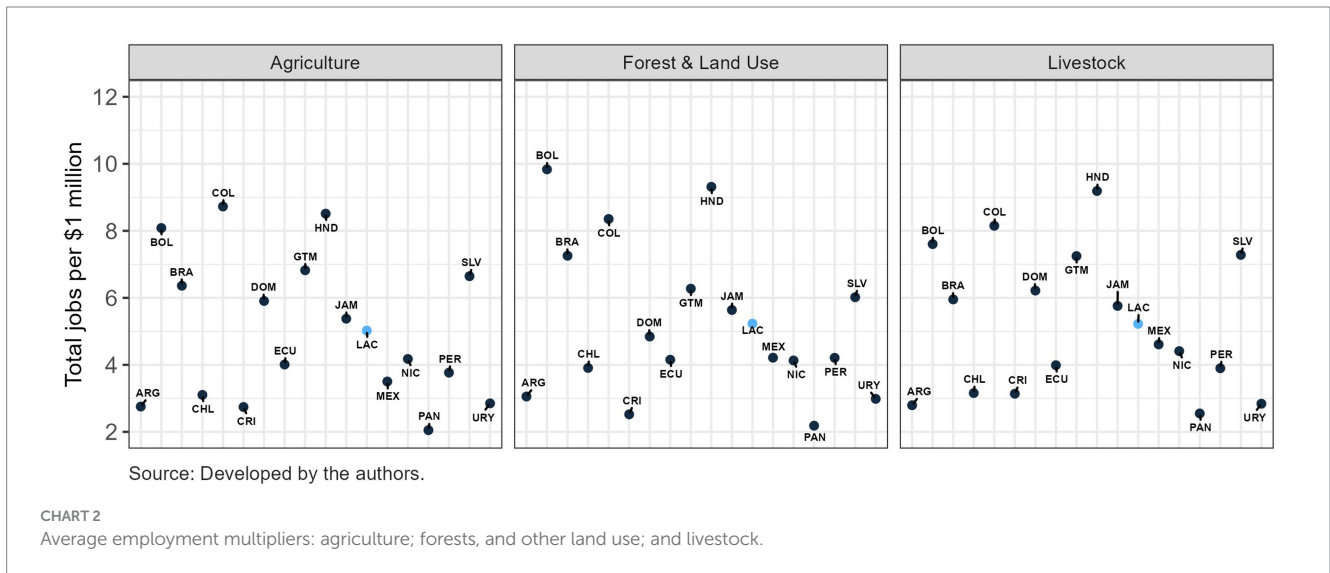 Agriculture
Forest & Land Use
Livestock
Total jobs per $1 million
12
10
8
6
4
2
ARG
BOL
BRA
CHL
COL
CRI
DOM
ECU
GTM
HND
JAM
LAC
MEX
NIC
PAN
PER
SLV
URY
ARG
BOL
BRA
CHL
COL
CRI
DOM
ECU
GTM
HND
JAM
LAC
MEX
NIC
PAN
PER
SLV
URY
ARG
BOL
BRA
CHL
COL
CRI
DOM
ECU
GTM
HND
JAM
LAC
MEX
NIC
PAN
PER
SLV
URY
Source: Developed by the authors.
CHART 2
Average employment multipliers: agriculture; forests, and other land use; and livestock.